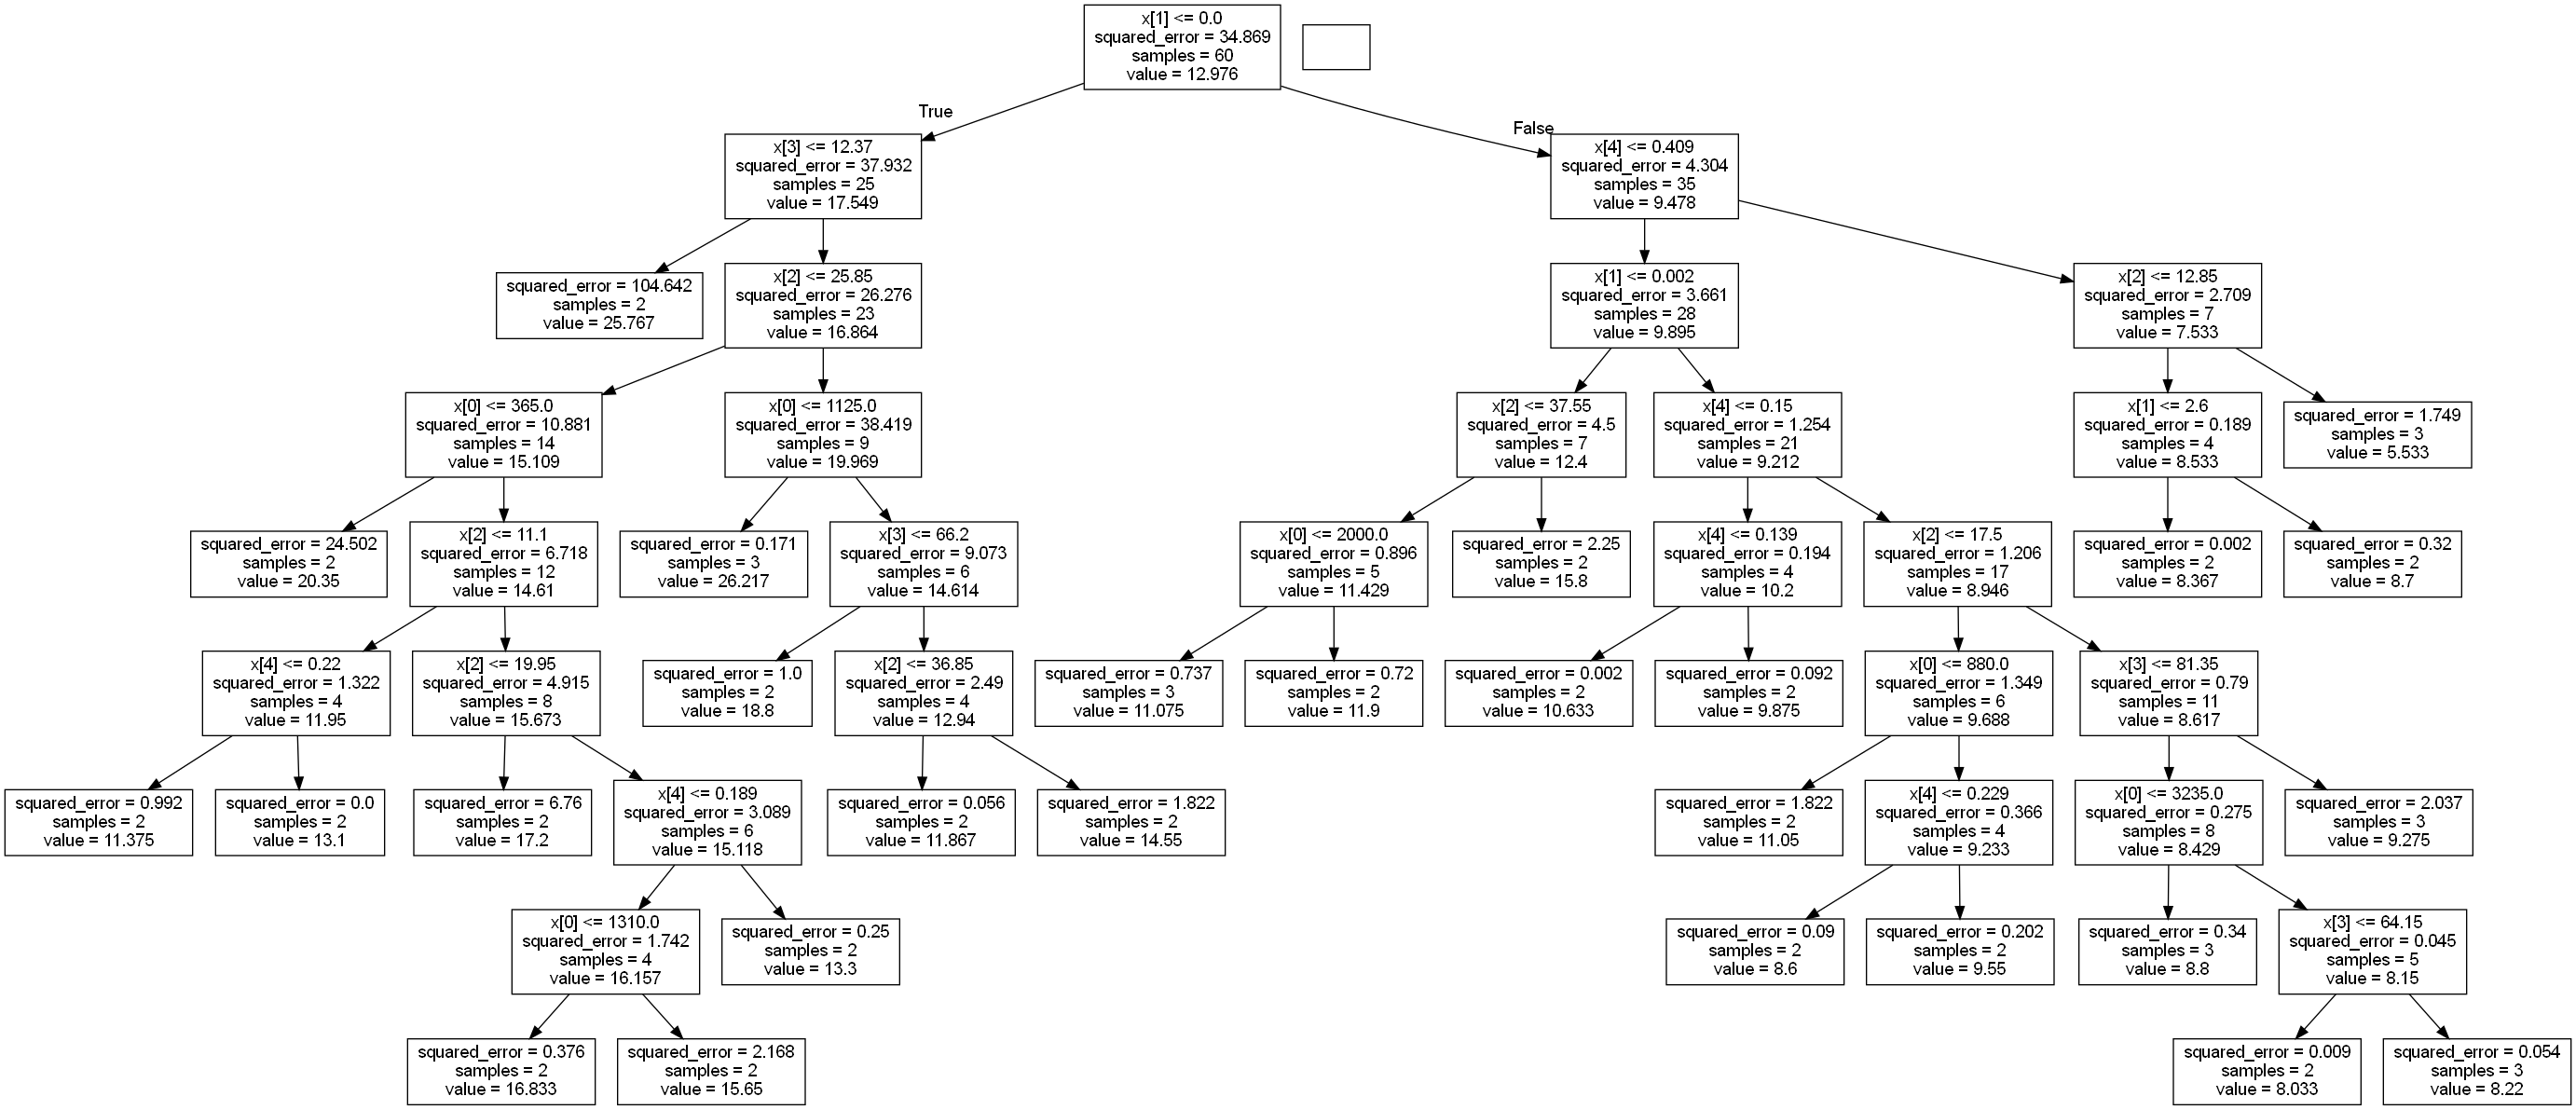 x[1] <= 0.0
squared_error = 34.869
samples = 60
value = 12.976
True
False
x[3] <= 12.37
squared_error = 37.932
samples = 25
value = 17.549
x[4] <= 0.409
squared_error = 4.304
samples = 35
value = 9.478
squared_error = 104.642
samples = 2
value = 25.767
x[2] <= 25.85
squared_error = 26.276
samples = 23
value = 16.864
x[1] <= 0.002
squared_error = 3.661
samples = 28
value = 9.895
x[2] <= 12.85
squared_error = 2.709
samples = 7
value = 7.533
x[0] <= 365.0
squared_error = 10.881
samples = 14
value = 15.109
x[0] <= 1125.0
squared_error = 38.419
samples = 9
value = 19.969
x[2] <= 37.55
squared_error = 4.5
samples = 7
value = 12.4
x[4] <= 0.15
squared_error = 1.254
samples = 21
value = 9.212
x[1] <= 2.6
squared_error = 0.189
samples = 4
value = 8.533
squared_error = 1.749
samples = 3
value = 5.533
squared_error = 24.502
samples = 2
value = 20.35
x[2] <= 11.1
squared_error = 6.718
samples = 12
value = 14.61
squared_error = 0.171
samples = 3
value = 26.217
x[3] <= 66.2
squared_error = 9.073
samples = 6
value = 14.614
x[0] <= 2000.0
squared_error = 0.896
samples = 5
value = 11.429
squared_error = 2.25
samples = 2
value = 15.8
x[4] <= 0.139
squared_error = 0.194
samples = 4
value = 10.2
x[2] <= 17.5
squared_error = 1.206
samples = 17
value = 8.946
squared_error = 0.002
samples = 2
value = 8.367
squared_error = 0.32
samples = 2
value = 8.7
x[4] <= 0.22
squared_error = 1.322
samples = 4
value = 11.95
x[2] <= 19.95
squared_error = 4.915
samples = 8
value = 15.673
squared_error = 1.0
samples = 2
value = 18.8
x[2] <= 36.85
squared_error = 2.49
samples = 4
value = 12.94
squared_error = 0.737
samples = 3
value = 11.075
squared_error = 0.72
samples = 2
value = 11.9
squared_error = 0.002
samples = 2
value = 10.633
squared_error = 0.092
samples = 2
value = 9.875
x[0] <= 880.0
squared_error = 1.349
samples = 6
value = 9.688
x[3] <= 81.35
squared_error = 0.79
samples = 11
value = 8.617
squared_error = 0.992
samples = 2
value = 11.375
squared_error = 0.0
samples = 2
value = 13.1
squared_error = 6.76
samples = 2
value = 17.2
x[4] <= 0.189
squared_error = 3.089
samples = 6
value = 15.118
squared_error = 0.056
samples = 2
value = 11.867
squared_error = 1.822
samples = 2
value = 14.55
squared_error = 1.822
samples = 2
value = 11.05
x[4] <= 0.229
squared_error = 0.366
samples = 4
value = 9.233
x[0] <= 3235.0
squared_error = 0.275
samples = 8
value = 8.429
squared_error = 2.037
samples = 3
value = 9.275
x[0] <= 1310.0
squared_error = 1.742
samples = 4
value = 16.157
squared_error = 0.25
samples = 2
value = 13.3
squared_error = 0.09
samples = 2
value = 8.6
squared_error = 0.202
samples = 2
value = 9.55
squared_error = 0.34
samples = 3
value = 8.8
x[3] <= 64.15
squared_error = 0.045
samples = 5
value = 8.15
squared_error = 0.376
samples = 2
value = 16.833
squared_error = 2.168
samples = 2
value = 15.65
squared_error = 0.009
samples = 2
value = 8.033
squared_error = 0.054
samples = 3
value = 8.22